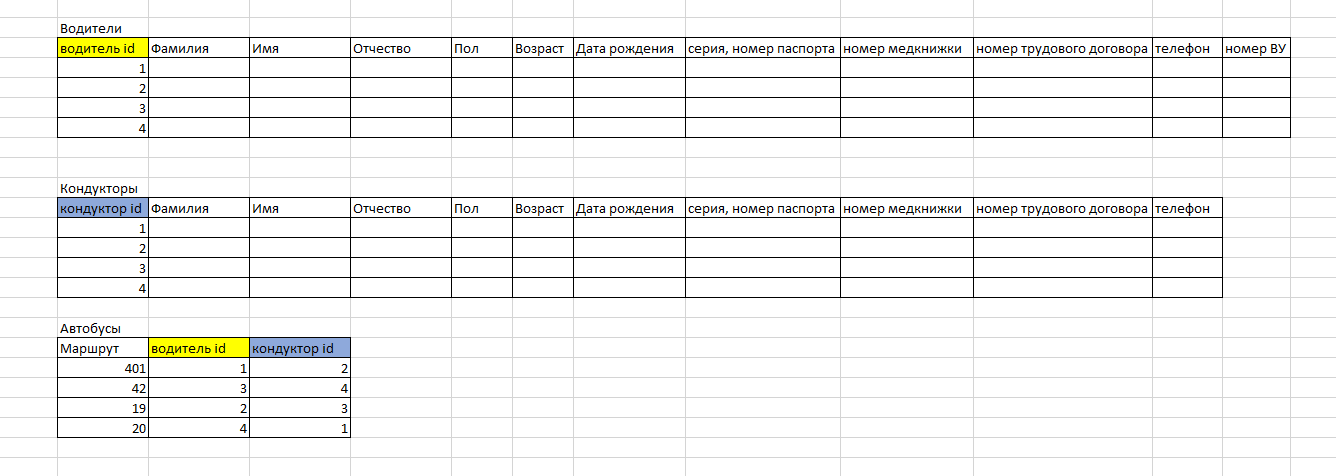 Водители
водитель id Фамилия Имя Отчество Пол Возраст Дата рождения серия, номер паспорта номер медкнижки номер трудового договора телефон номер ВУ
1
2
3
4
Кондукторы
кондуктор id Фамилия Имя Отчество Пол Возраст Дата рождения серия, номер паспорта номер медкнижки номер трудового договора телефон
1
2
3
4
Автобусы
Маршрут водитель id кондуктор id
401 1 2
42 3 4
19 2 3
20 4 1